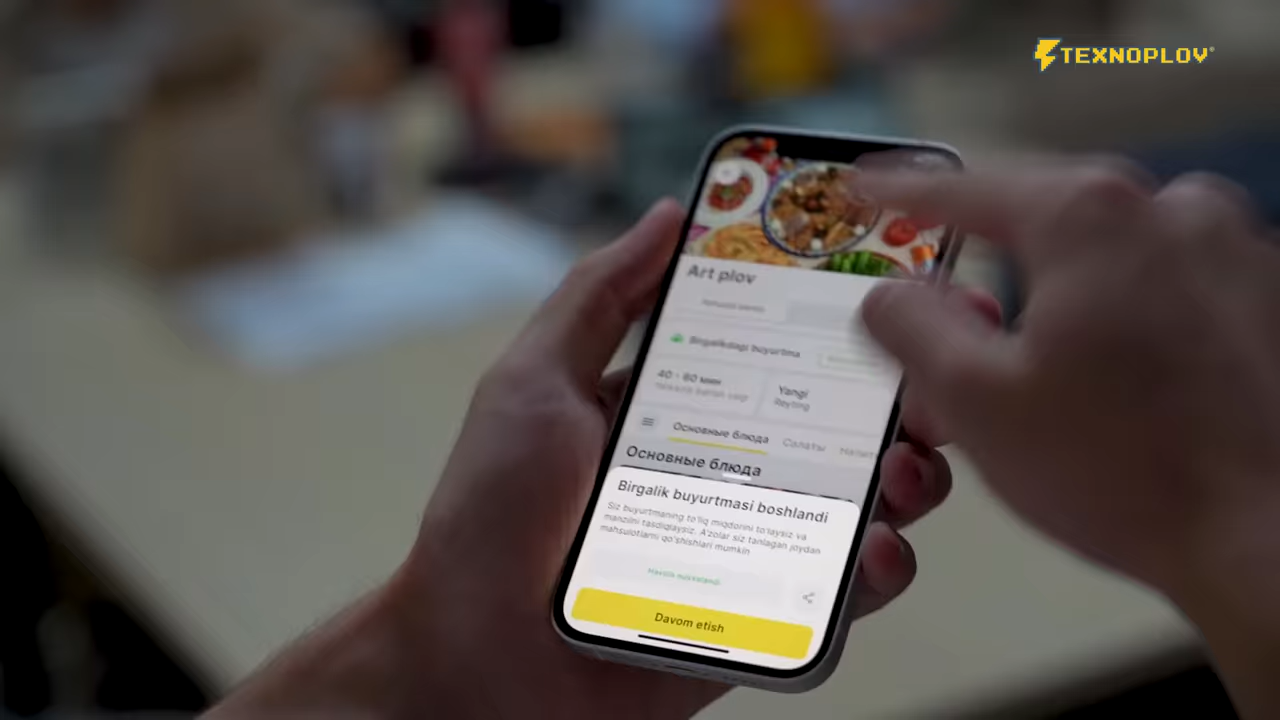 TEXNOPLOV
Art plov
Birgalikdagi buyurtma
40 - 60 мин
Yangi
Reyting
Основные блюда
Салаты
Основные блюда
Birgalik buyurtmasi boshlandi
Siz buyurtmaning to'liq miqdorini to'laysiz va
manzilni tasdiqlaysiz. A'zolar siz tanlagan joydan
mahsulotlarni qo'shishlari mumkin
Havola nusxalandi
Davom etish